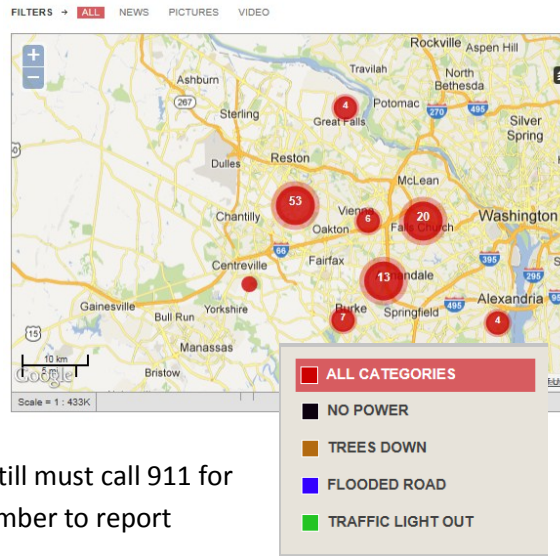 FILTERS → ALL NEWS PICTURES VIDEO
Rockville Aspen Hill
Travilah North
Bethesda
Ashburn
267
Sterling
4
Great Falls
Potomac
270
495
Silver
Spring
Dulles
Reston
McLean
53
Chantilly
Vienna
6
20
Falls Church
Oakton
Washington
66
Fairfax
395
Centreville
13
295
Gainesville
Bull Run
Yorkshire
Burke
7
Springfield
495
Alexandria
4
15
Manassas
10 km
5 mi
Google
Bristow
Scale = 1 : 433K
ALL CATEGORIES
NO POWER
TREES DOWN
FLOODED ROAD
TRAFFIC LIGHT OUT
till must call 911 for
mber to report